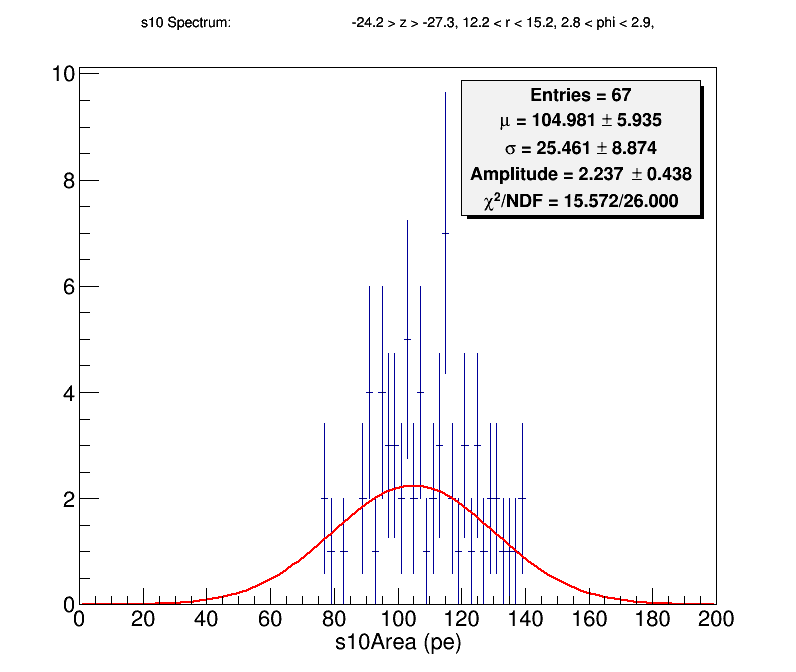 s10 Spectrum: -24.2 > z > -27.3, 12.2 < r < 15.2, 2.8 < phi < 2.9,
Entries = 67
μ = 104.981 ± 5.935
σ = 25.461 ± 8.874
Amplitude = 2.237 ± 0.438
χ²/NDF = 15.572/26.000
10
8
6
4
2
0
0 20 40 60 80 100 120 140 160 180 200
s10Area (pe)